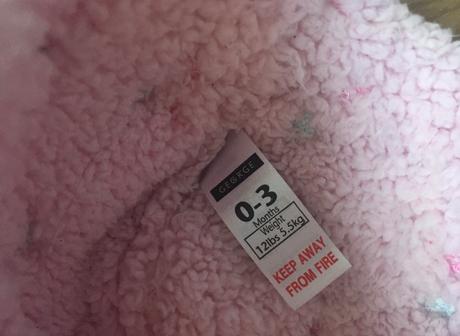 GEORGE
0-3
Months
Weight
12lbs 5.5kg
KEEP AWAY
FROM FIRE